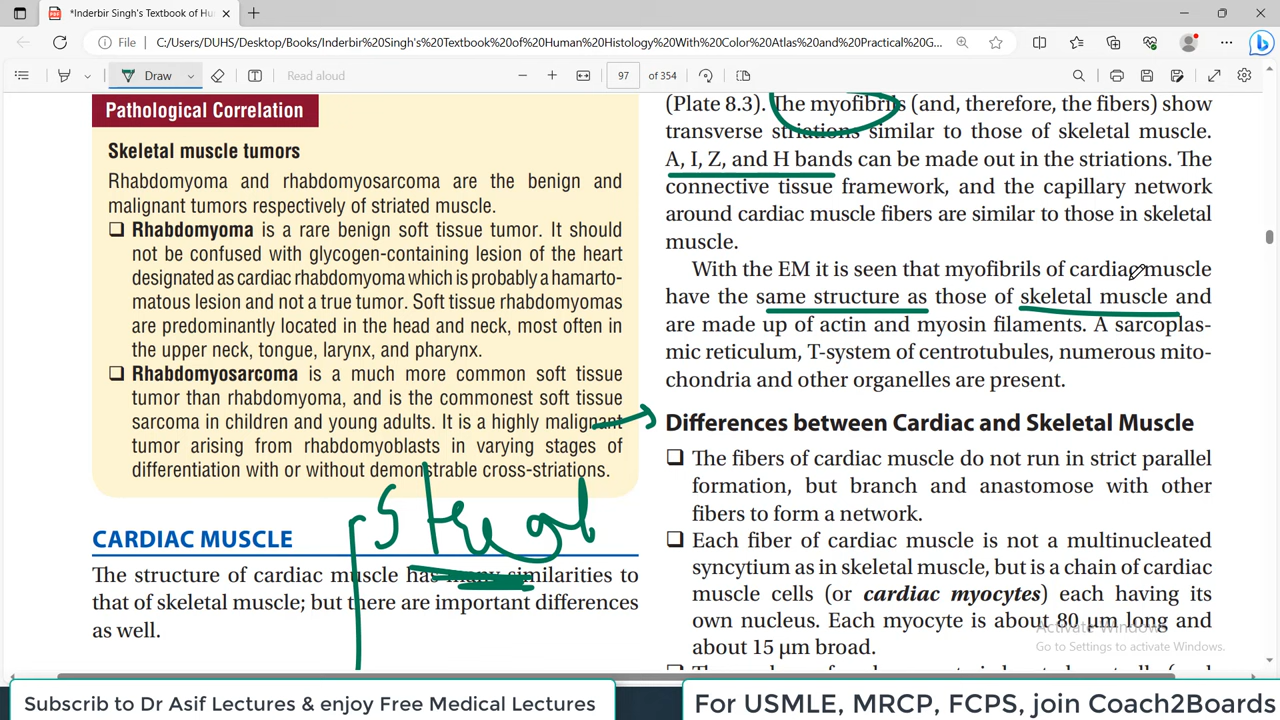 *Inderbir Singh's Textbook of Hu
File
C:/Users/DUHS/Desktop/Books/Inderbir%20Singh's%20Textbook%20of%20Human%20Histology%20With%20Color%20Atlas%20and%20Practical%20G...
Draw
Read aloud
97 of 354
Pathological Correlation
Skeletal muscle tumors
Rhabdomyoma and rhabdomyosarcoma are the benign and
malignant tumors respectively of striated muscle.
❑ Rhabdomyoma is a rare benign soft tissue tumor. It should
not be confused with glycogen-containing lesion of the heart
designated as cardiac rhabdomyoma which is probably a hamarto-
matous lesion and not a true tumor. Soft tissue rhabdomyomas
are predominantly located in the head and neck, most often in
the upper neck, tongue, larynx, and pharynx.
❑ Rhabdomyosarcoma is a much more common soft tissue
tumor than rhabdomyoma, and is the commonest soft tissue
sarcoma in children and young adults. It is a highly malignant
tumor arising from rhabdomyoblasts in varying stages of
differentiation with or without demonstrable cross-striations.
CARDIAC MUSCLE
The structure of cardiac muscle has many similarities to
that of skeletal muscle; but there are important differences
as well.
(Plate 8.3). The myofibrils (and, therefore, the fibers) show
transverse striations similar to those of skeletal muscle.
A, I, Z, and H bands can be made out in the striations. The
connective tissue framework, and the capillary network
around cardiac muscle fibers are similar to those in skeletal
muscle.
With the EM it is seen that myofibrils of cardiac muscle
have the same structure as those of skeletal muscle and
are made up of actin and myosin filaments. A sarcoplas-
mic reticulum, T-system of centrotubules, numerous mito-
chondria and other organelles are present.
Differences between Cardiac and Skeletal Muscle
❑ The fibers of cardiac muscle do not run in strict parallel
formation, but branch and anastomose with other
fibers to form a network.
❑ Each fiber of cardiac muscle is not a multinucleated
syncytium as in skeletal muscle, but is a chain of cardiac
muscle cells (or cardiac myocytes) each having its
own nucleus. Each myocyte is about 80 µm long and
about 15 µm broad.
Activate Windows
Go to Settings to activate Windows.
Subscrib to Dr Asif Lectures & enjoy Free Medical Lectures
For USMLE, MRCP, FCPS, join Coach2Boards